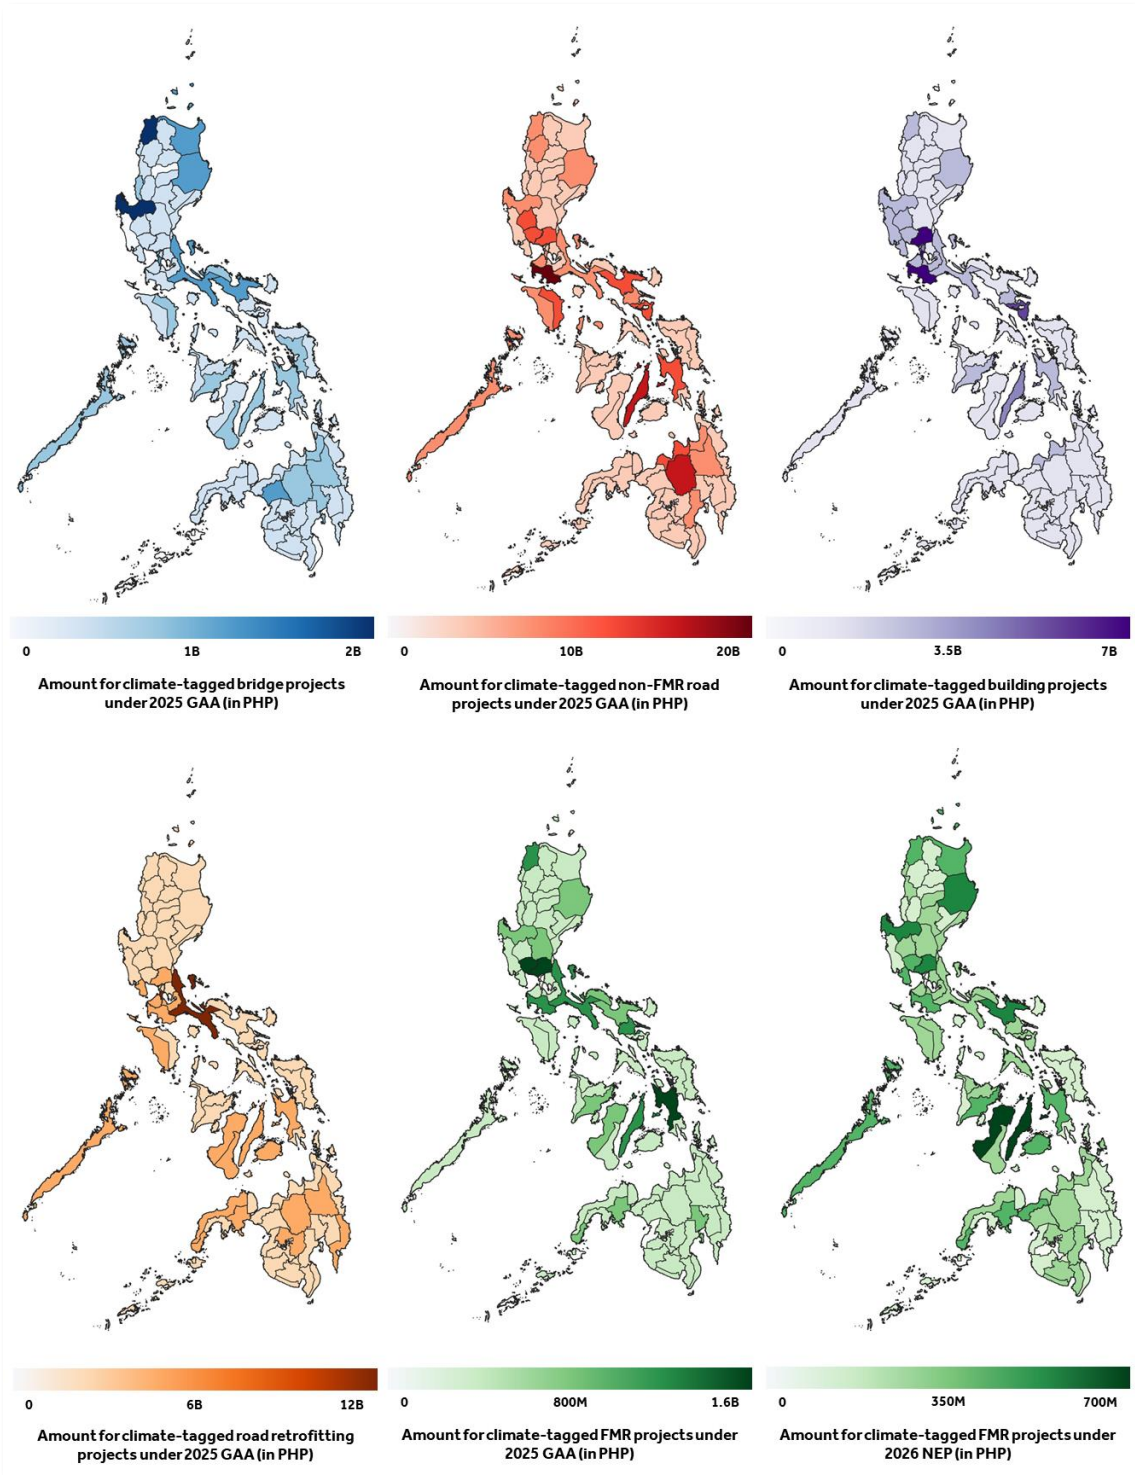 0 1B 2B
Amount for climate-tagged bridge projects
under 2025 GAA (in PHP)
0 10B 20B
Amount for climate-tagged non-FMR road
projects under 2025 GAA (in PHP)
0 3.5B 7B
Amount for climate-tagged building projects
under 2025 GAA (in PHP)
0 6B 12B
Amount for climate-tagged road retrofitting
projects under 2025 GAA (in PHP)
0 800M 1.6B
Amount for climate-tagged FMR projects under
2025 GAA (in PHP)
0 350M 700M
Amount for climate-tagged FMR projects under
2026 NEP (in PHP)